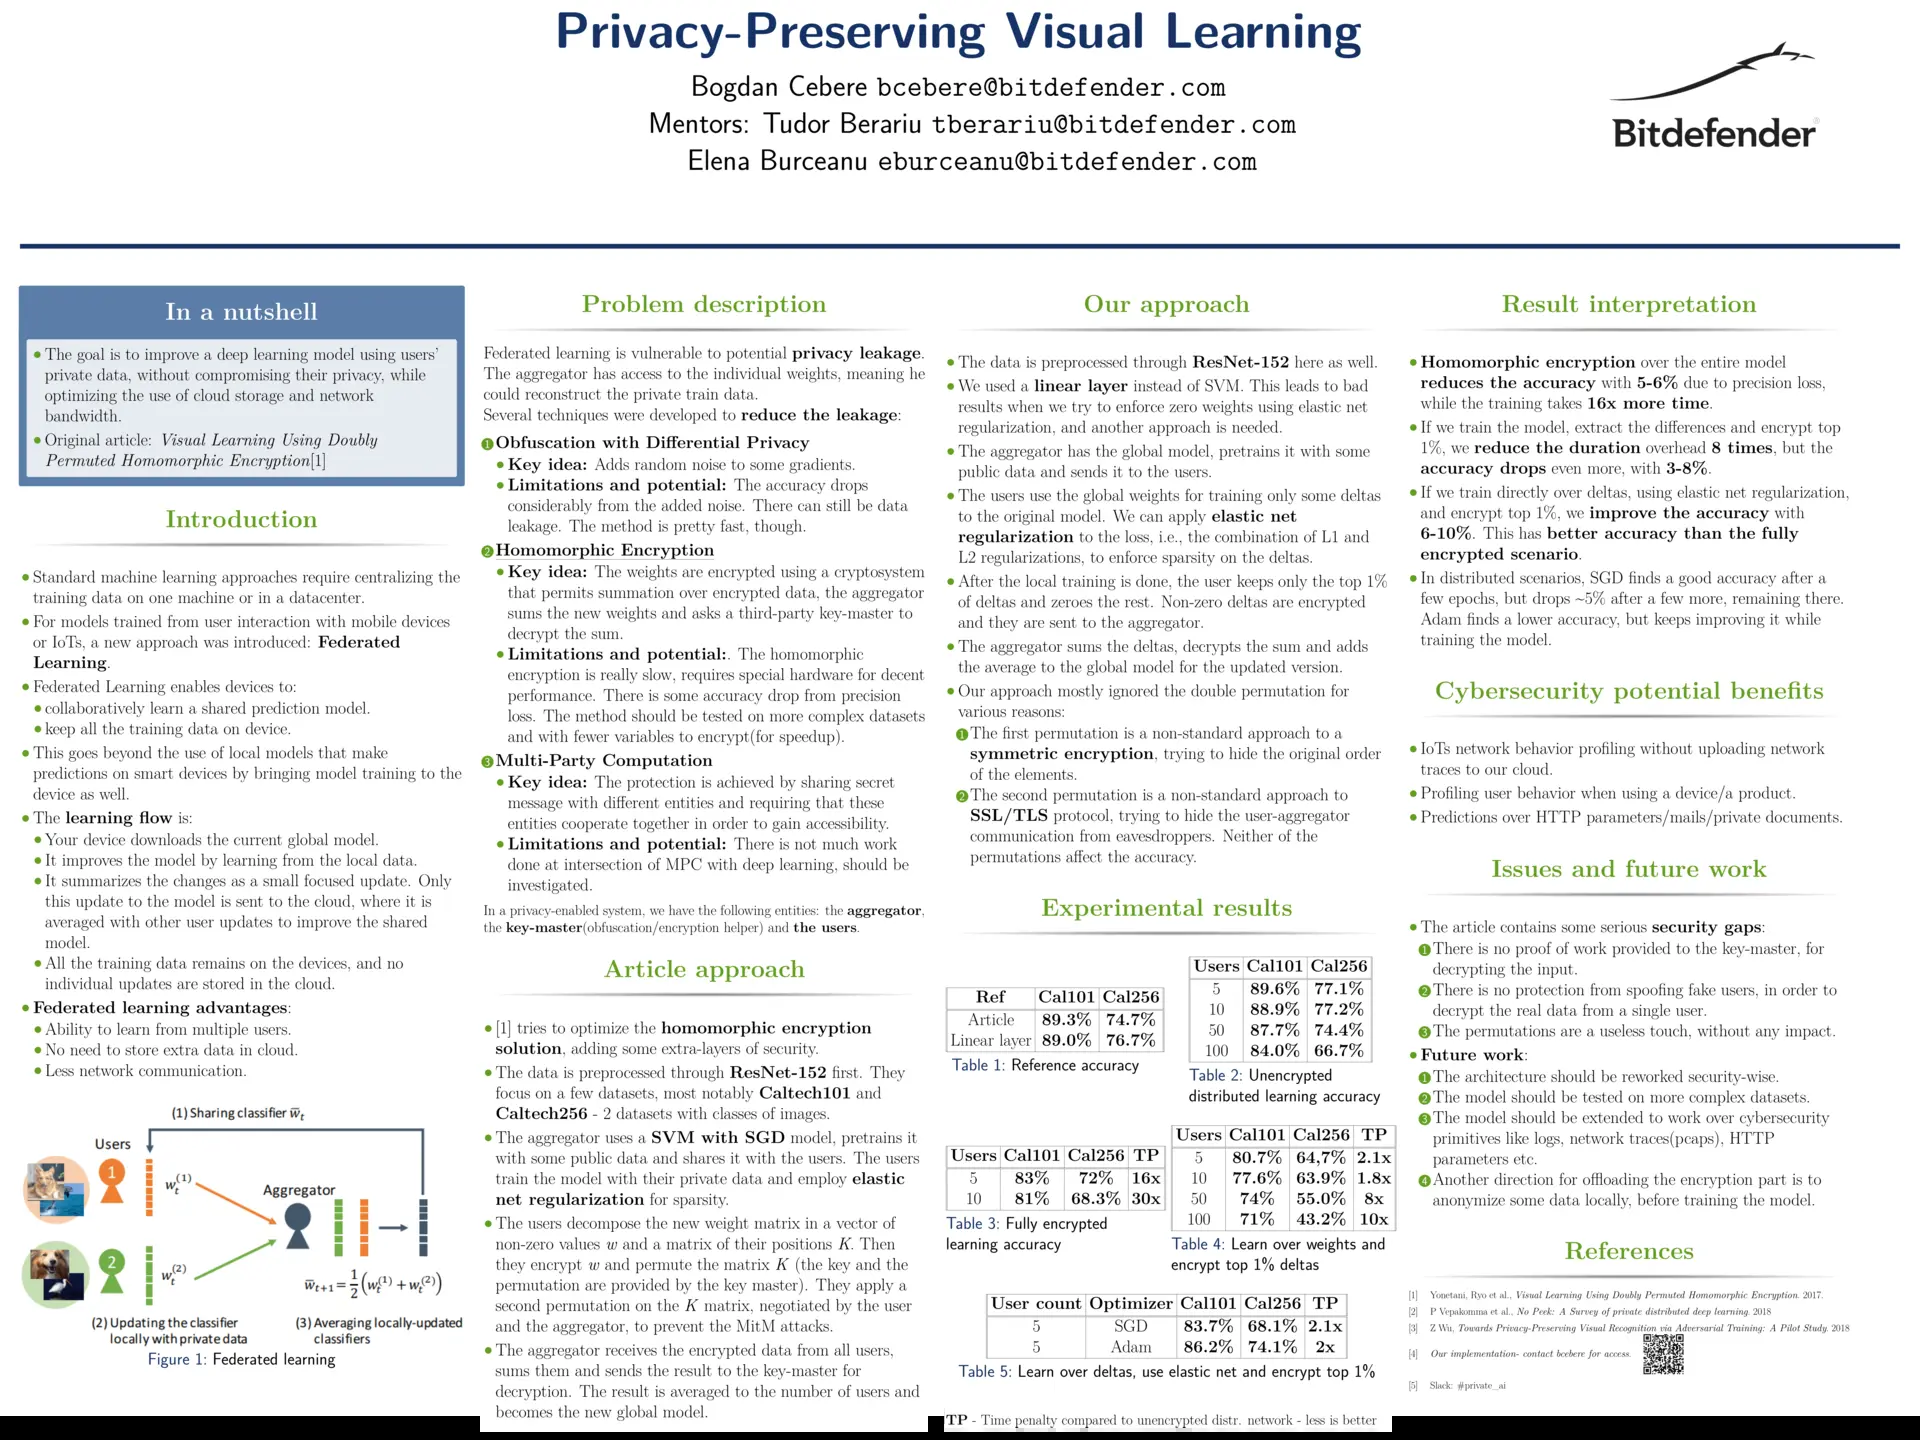 Privacy-Preserving Visual Learning
Bogdan Cebere bcebere@bitdefender.com
Mentors: Tudor Berariu tberariu@bitdefender.com
Elena Burceanu eburceanu@bitdefender.com
Bitdefender
In a nutshell
The goal is to improve a deep learning model using users'
private data, without compromising their privacy, while
optimizing the use of cloud storage and network
bandwidth.
Original article: Visual Learning Using Doubly
Permuted Homomorphic Encryption[1]
Introduction
Standard machine learning approaches require centralizing the
training data on one machine or in a datacenter.
For models trained from user interaction with mobile devices
or IoTs, a new approach was introduced: Federated
Learning.
Federated Learning enables devices to:
collaboratively learn a shared prediction model.
keep all the training data on device.
This goes beyond the use of local models that make
predictions on smart devices by bringing model training to the
device as well.
The learning flow is:
Your device downloads the current global model.
It improves the model by learning from the local data.
It summarizes the changes as a small focused update. Only
this update to the model is sent to the cloud, where it is
averaged with other user updates to improve the shared
model.
All the training data remains on the devices, and no
individual updates are stored in the cloud.
Federated learning advantages:
Ability to learn from multiple users.
No need to store extra data in cloud.
Less network communication.
(1) Sharing classifier w̄t
Users
1
wt(1)
Aggregator
2
wt(2)
w̄t+1 = 1/2 (wt(1) + wt(2))
(2) Updating the classifier
locally with private data
(3) Averaging locally-updated
classifiers
Figure 1: Federated learning
Problem description
Federated learning is vulnerable to potential privacy leakage.
The aggregator has access to the individual weights, meaning he
could reconstruct the private train data.
Several techniques were developed to reduce the leakage:
1 Obfuscation with Differential Privacy
Key idea: Adds random noise to some gradients.
Limitations and potential: The accuracy drops
considerably from the added noise. There can still be data
leakage. The method is pretty fast, though.
2 Homomorphic Encryption
Key idea: The weights are encrypted using a cryptosystem
that permits summation over encrypted data, the aggregator
sums the new weights and asks a third-party key-master to
decrypt the sum.
Limitations and potential:. The homomorphic
encryption is really slow, requires special hardware for decent
performance. There is some accuracy drop from precision
loss. The method should be tested on more complex datasets
and with fewer variables to encrypt(for speedup).
3 Multi-Party Computation
Key idea: The protection is achieved by sharing secret
message with different entities and requiring that these
entities cooperate together in order to gain accessibility.
Limitations and potential: There is not much work
done at intersection of MPC with deep learning, should be
investigated.
In a privacy-enabled system, we have the following entities: the aggregator,
the key-master(obfuscation/encryption helper) and the users.
Article approach
[1] tries to optimize the homomorphic encryption
solution, adding some extra-layers of security.
The data is preprocessed through ResNet-152 first. They
focus on a few datasets, most notably Caltech101 and
Caltech256 - 2 datasets with classes of images.
The aggregator uses a SVM with SGD model, pretrains it
with some public data and shares it with the users. The users
train the model with their private data and employ elastic
net regularization for sparsity.
The users decompose the new weight matrix in a vector of
non-zero values w and a matrix of their positions K. Then
they encrypt w and permute the matrix K (the key and the
permutation are provided by the key master). They apply a
second permutation on the K matrix, negotiated by the user
and the aggregator, to prevent the MitM attacks.
The aggregator receives the encrypted data from all users,
sums them and sends the result to the key-master for
decryption. The result is averaged to the number of users and
becomes the new global model.
Our approach
The data is preprocessed through ResNet-152 here as well.
We used a linear layer instead of SVM. This leads to bad
results when we try to enforce zero weights using elastic net
regularization, and another approach is needed.
The aggregator has the global model, pretrains it with some
public data and sends it to the users.
The users use the global weights for training only some deltas
to the original model. We can apply elastic net
regularization to the loss, i.e., the combination of L1 and
L2 regularizations, to enforce sparsity on the deltas.
After the local training is done, the user keeps only the top 1%
of deltas and zeroes the rest. Non-zero deltas are encrypted
and they are sent to the aggregator.
The aggregator sums the deltas, decrypts the sum and adds
the average to the global model for the updated version.
Our approach mostly ignored the double permutation for
various reasons:
1 The first permutation is a non-standard approach to a
symmetric encryption, trying to hide the original order
of the elements.
2 The second permutation is a non-standard approach to
SSL/TLS protocol, trying to hide the user-aggregator
communication from eavesdroppers. Neither of the
permutations affect the accuracy.
Experimental results
Ref Cal101 Cal256
Article 89.3% 74.7%
Linear layer 89.0% 76.7%
Table 1: Reference accuracy
Users Cal101 Cal256
5 89.6% 77.1%
10 88.9% 77.2%
50 87.7% 74.4%
100 84.0% 66.7%
Table 2: Unencrypted
distributed learning accuracy
Users Cal101 Cal256 TP
5 83% 72% 16x
10 81% 68.3% 30x
Table 3: Fully encrypted
learning accuracy
Users Cal101 Cal256 TP
5 80.7% 64,7% 2.1x
10 77.6% 63.9% 1.8x
50 74% 55.0% 8x
100 71% 43.2% 10x
Table 4: Learn over weights and
encrypt top 1% deltas
User count Optimizer Cal101 Cal256 TP
5 SGD 83.7% 68.1% 2.1x
5 Adam 86.2% 74.1% 2x
Table 5: Learn over deltas, use elastic net and encrypt top 1%
TP - Time penalty compared to unencrypted distr. network - less is better
Result interpretation
Homomorphic encryption over the entire model
reduces the accuracy with 5-6% due to precision loss,
while the training takes 16x more time.
If we train the model, extract the differences and encrypt top
1%, we reduce the duration overhead 8 times, but the
accuracy drops even more, with 3-8%.
If we train directly over deltas, using elastic net regularization,
and encrypt top 1%, we improve the accuracy with
6-10%. This has better accuracy than the fully
encrypted scenario.
In distributed scenarios, SGD finds a good accuracy after a
few epochs, but drops ~5% after a few more, remaining there.
Adam finds a lower accuracy, but keeps improving it while
training the model.
Cybersecurity potential benefits
IoTs network behavior profiling without uploading network
traces to our cloud.
Profiling user behavior when using a device/a product.
Predictions over HTTP parameters/mails/private documents.
Issues and future work
The article contains some serious security gaps:
1 There is no proof of work provided to the key-master, for
decrypting the input.
2 There is no protection from spoofing fake users, in order to
decrypt the real data from a single user.
3 The permutations are a useless touch, without any impact.
Future work:
1 The architecture should be reworked security-wise.
2 The model should be tested on more complex datasets.
3 The model should be extended to work over cybersecurity
primitives like logs, network traces(pcaps), HTTP
parameters etc.
4 Another direction for offloading the encryption part is to
anonymize some data locally, before training the model.
References
[1] Yonetani, Ryo et al., Visual Learning Using Doubly Permuted Homomorphic Encryption. 2017.
[2] P Vepakomma et al., No Peek: A Survey of private distributed deep learning. 2018
[3] Z Wu, Towards Privacy-Preserving Visual Recognition via Adversarial Training: A Pilot Study. 2018
[4] Our implementation- contact bcebere for access.
[5] Slack: #private_ai